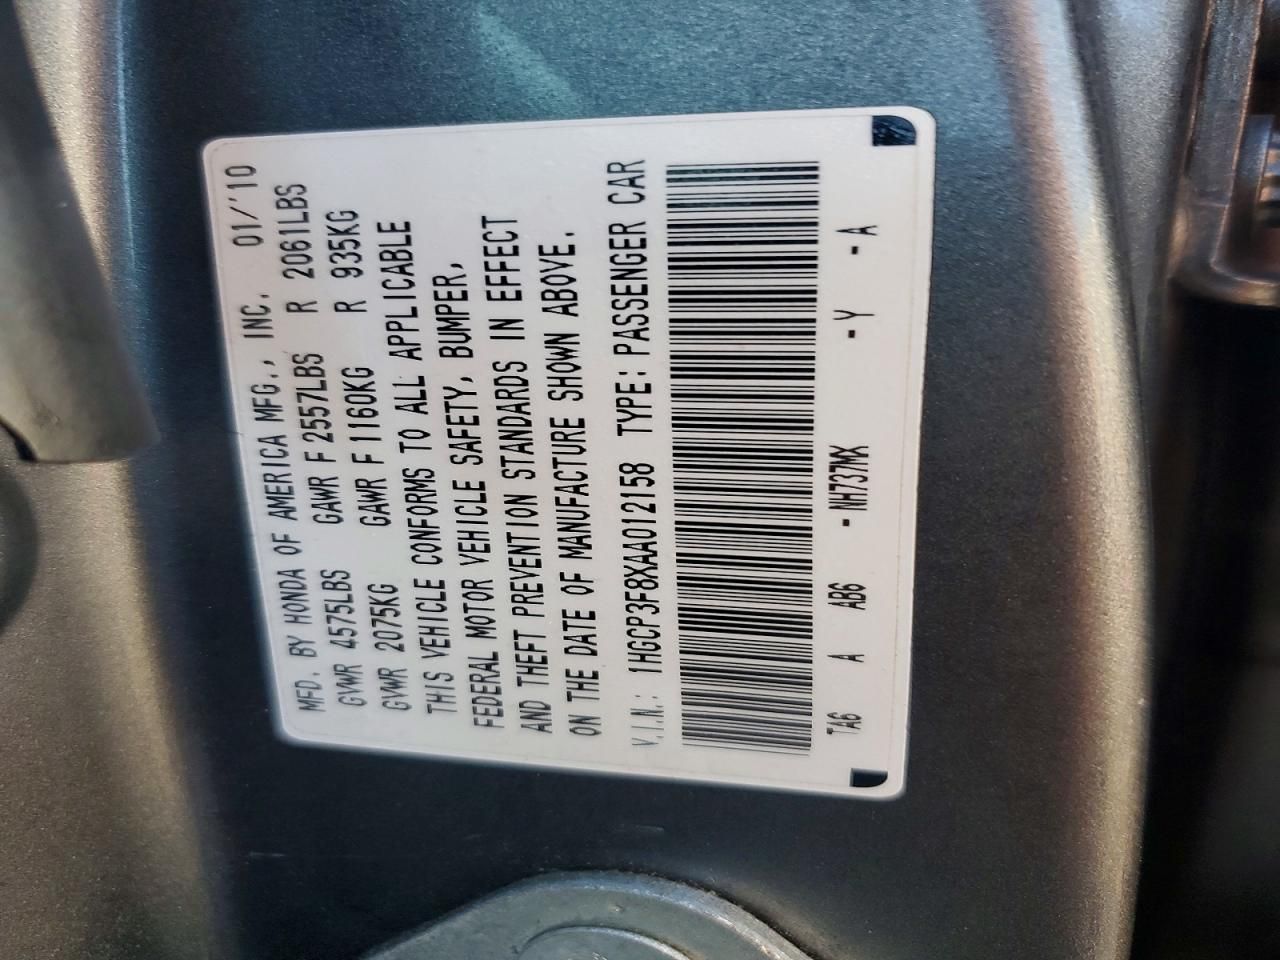 MFD. BY HONDA OF AMERICA MFG., INC. 01/'10
GVWR 4575LBS GAWR F 2557LBS R 2061LBS
GVWR 2075KG GAWR F 1160KG R 935KG
THIS VEHICLE CONFORMS TO ALL APPLICABLE
FEDERAL MOTOR VEHICLE SAFETY, BUMPER,
AND THEFT PREVENTION STANDARDS IN EFFECT
ON THE DATE OF MANUFACTURE SHOWN ABOVE.
V.I.N.: 1HGCP3F8XAA012158 TYPE: PASSENGER CAR
TA6 A AB6 - NH737MX - Y - A